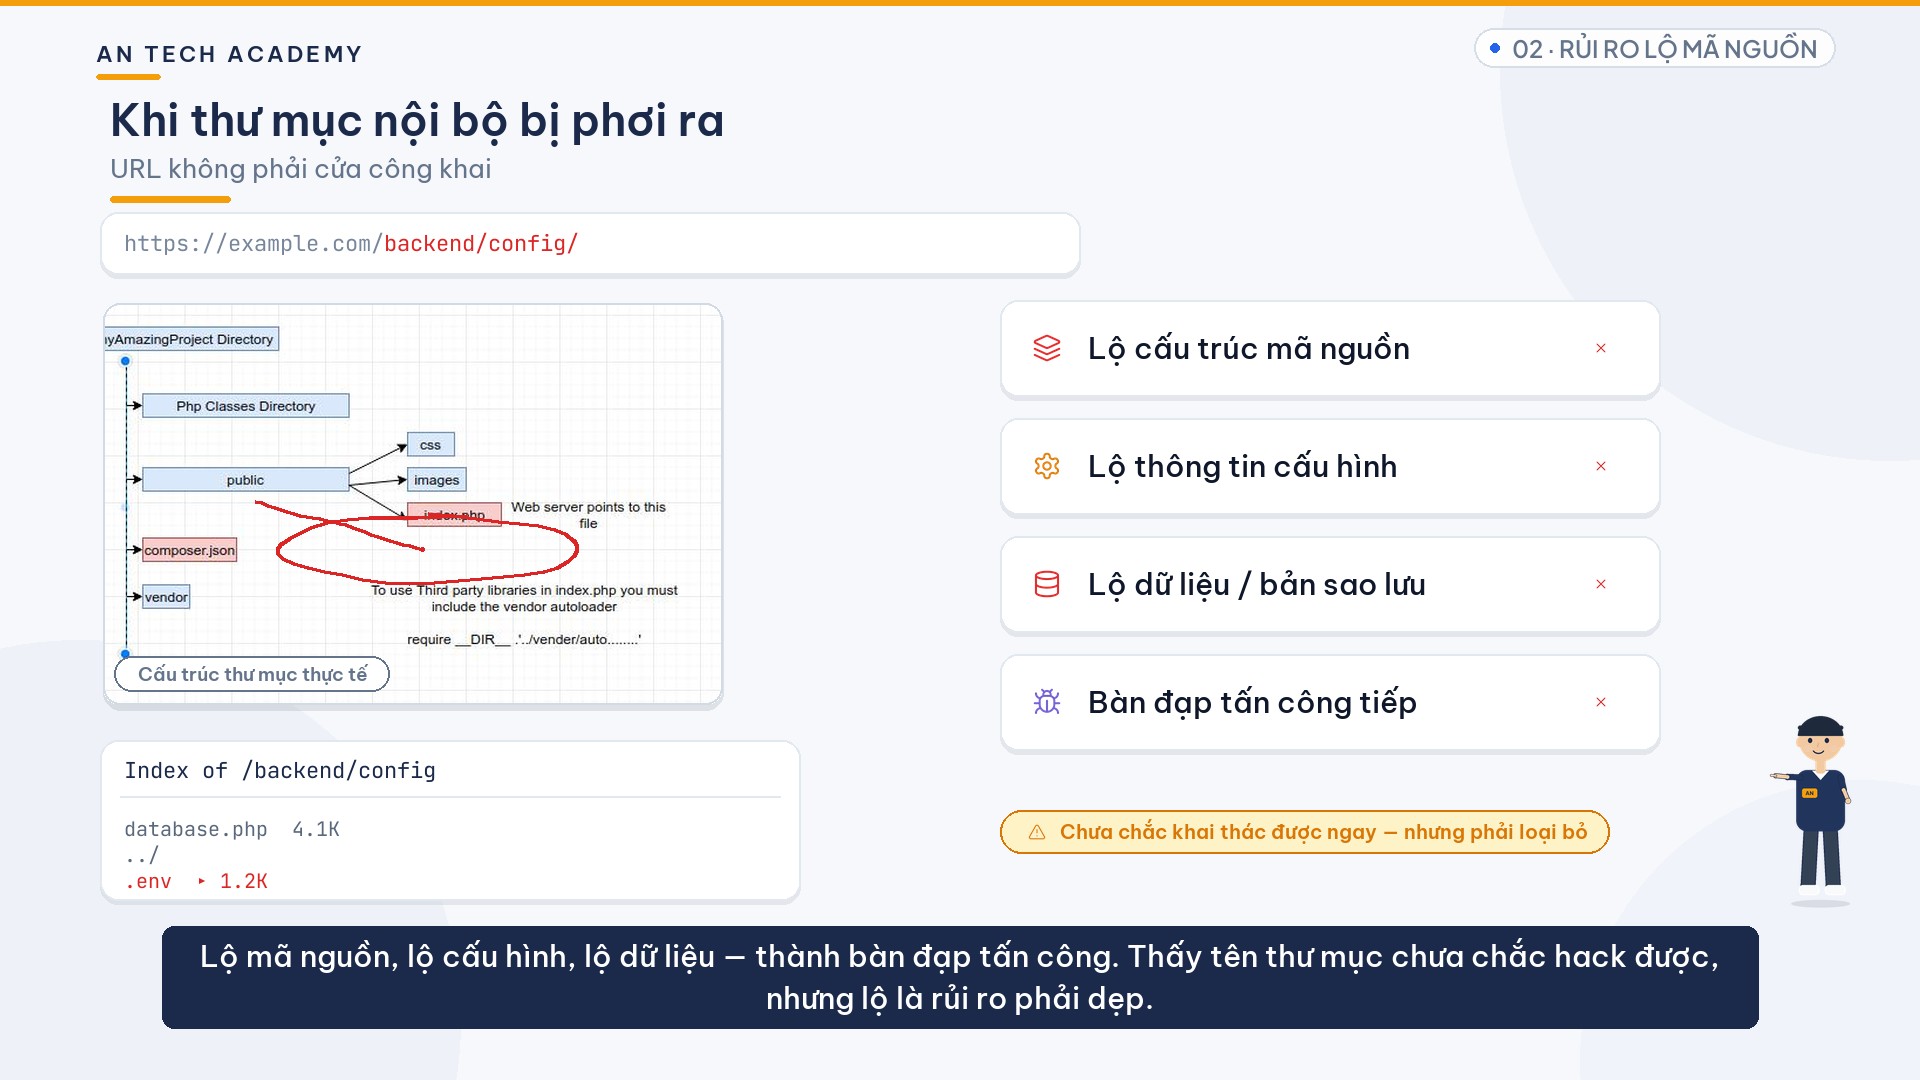 AN TECH ACADEMY
02 · RỦI RO LỘ MÃ NGUỒN
Khi thư mục nội bộ bị phơi ra
URL không phải cửa công khai
https://example.com/backend/config/
yAmazingProject Directory
Php Classes Directory
css
public
images
index.php
Web server points to this
file
composer.json
To use Third party libraries in index.php you must
include the vendor autoloader
vendor
require __DIR__ .'../vender/auto........'
Cấu trúc thư mục thực tế
Lộ cấu trúc mã nguồn ×
Lộ thông tin cấu hình ×
Lộ dữ liệu / bản sao lưu ×
Bàn đạp tấn công tiếp ×
Index of /backend/config
database.php 4.1K
../
.env ▸ 1.2K
Chưa chắc khai thác được ngay — nhưng phải loại bỏ
AN
Lộ mã nguồn, lộ cấu hình, lộ dữ liệu — thành bàn đạp tấn công. Thấy tên thư mục chưa chắc hack được,
nhưng lộ là rủi ro phải dẹp.